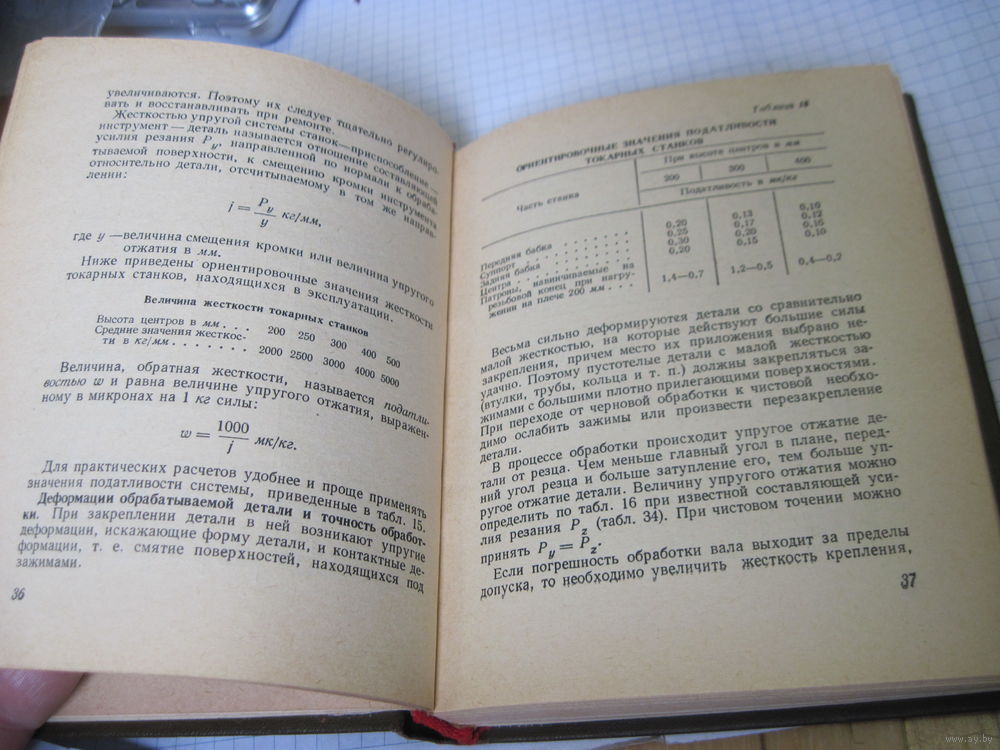 увеличиваются. Поэтому их следует тщательно регулиро-
вать и восстанавливать при ремонте.
Жесткостью упругой системы станок—приспособление—
инструмент — деталь называется отношение составляющей
усилия резания Py, направленной по нормали к обраба-
тываемой поверхности, к смещению кромки инструмента
относительно детали, отсчитываемому в том же направ-
лении:
j = Py / y кг/мм,
где y —величина смещения кромки или величина упругого
отжатия в мм.
Ниже приведены ориентировочные значения жесткости
токарных станков, находящихся в эксплуатации.
Величина жесткости токарных станков
Высота центров в мм . . . 200 250 300 400 500
Средние значения жесткос-
ти в кг/мм . . . . . . . 2000 2500 3000 4000 5000
Величина, обратная жесткости, называется податли-
востью w и равна величине упругого отжатия, выражен-
ному в микронах на 1 кг силы:
w = 1000 / j мк/кг.
Для практических расчетов удобнее и проще применять
значения податливости системы, приведенные в табл. 15.
Деформации обрабатываемой детали и точность обработ-
ки. При закреплении детали в ней возникают упругие
деформации, искажающие форму детали, и контактные де-
формации, т. е. смятие поверхностей, находящихся под
зажимами.
36
Таблица
ОРИЕНТИРОВОЧНЫЕ ЗНАЧЕНИЯ ПОДАТЛИВОСТИ
ТОКАРНЫХ СТАНКОВ
Часть станка
При высоте центров в мм
200 300 400
Податливость в мк/кг
Передняя бабка . . . . . . 0,20 0,13 0,10
Суппорт . . . . . . . 0,25 0,17 0,12
Задняя бабка . . . . . . 0,30 0,20 0,16
Центра . . . . . . . 0,20 0,15 0,10
Патроны, навинчиваемые на
резьбовой конец при нагру-
жении на плече 200 мм . . . 1,4—0,7 1,2—0,5 0,4—0,2
Весьма сильно деформируются детали со сравнительно
малой жесткостью, на которые действуют большие силы
закрепления, причем место их приложения выбрано не-
удачно. Поэтому пустотелые детали с малой жесткостью
(втулки, трубы, кольца и т. п.) должны закрепляться за-
жимами с большими плотно прилегающими поверхностями.
При переходе от черновой обработки к чистовой необхо-
димо ослабить зажимы или произвести перезакрепление
детали.
В процессе обработки происходит упругое отжатие де-
тали от резца. Чем меньше главный угол в плане, перед-
ний угол резца и больше затупление его, тем больше уп-
ругое отжатие детали. Величину упругого отжатия можно
определить по табл. 16 при известной составляющей уси-
лия резания Pz (табл. 34). При чистовом точении можно
принять Py = Pz.
Если погрешность обработки вала выходит за пределы
допуска, то необходимо увеличить жесткость крепления,
37
www.ay.by